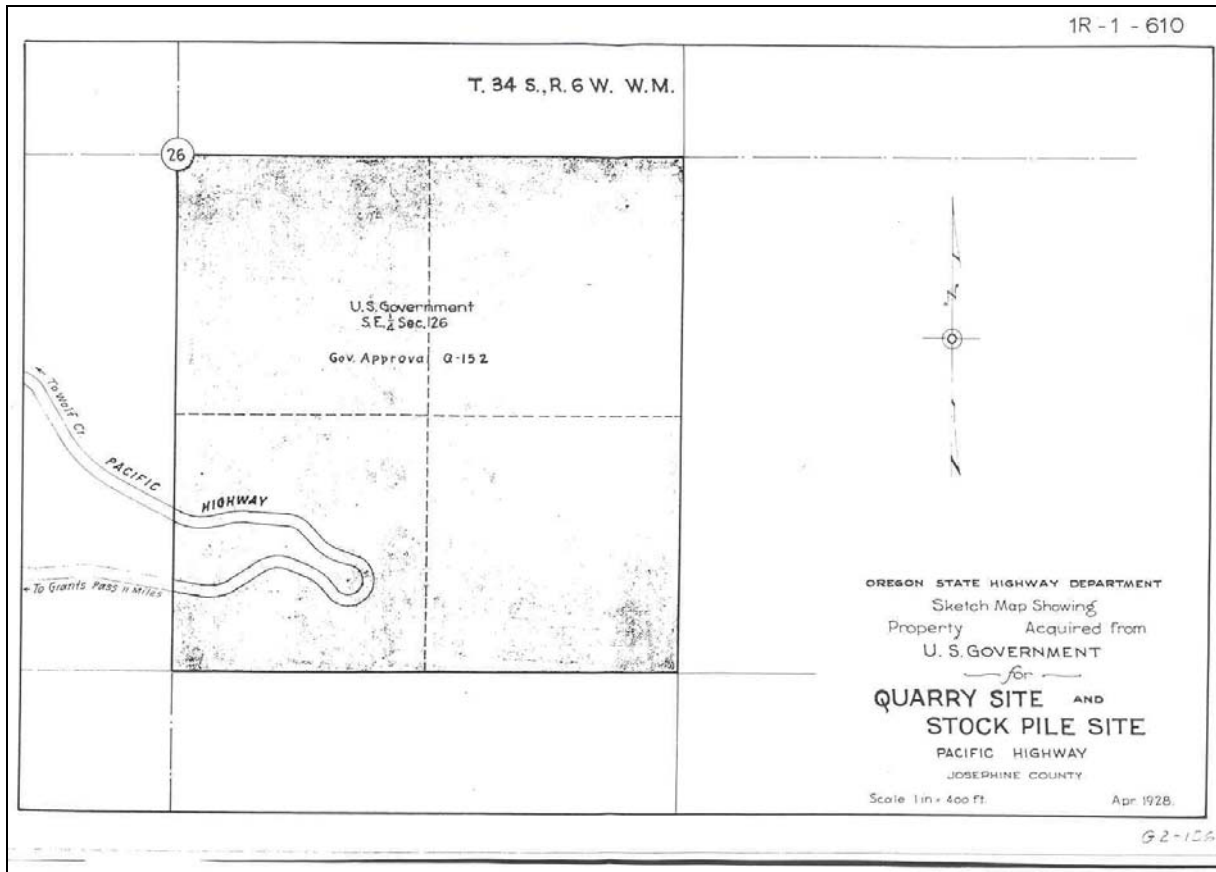 1R-1-610
T. 34 S., R. 6 W. W.M.
26
U.S. Government
S.E. 1/4 Sec. 26
Gov. Approval Q-152
To Wolf Cr.
PACIFIC
HIGHWAY
To Grants Pass 11 Miles
"N"
OREGON STATE HIGHWAY DEPARTMENT
Sketch Map Showing
Property Acquired from
U.S. GOVERNMENT
for
QUARRY SITE AND
STOCK PILE SITE
PACIFIC HIGHWAY
JOSEPHINE COUNTY
Scale 1 in = 400 ft. Apr. 1928.